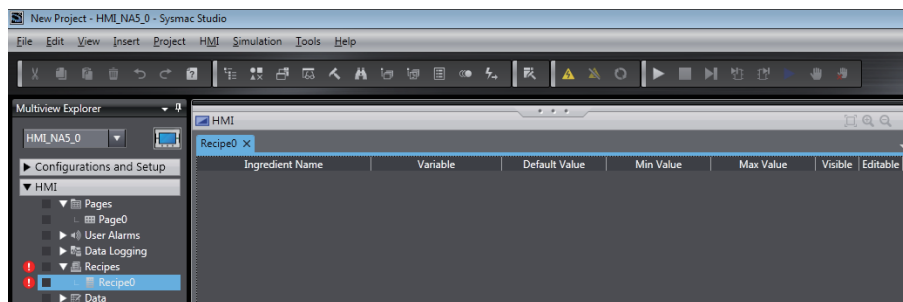 New Project - HMI_NA5_0 - Sysmac Studio
File Edit View Insert Project HMI Simulation Tools Help
Multiview Explorer
HMI
HMI_NA5_0
Recipe0
Configurations and Setup
Ingredient Name Variable Default Value Min Value Max Value Visible Editable
HMI
Pages
Page0
User Alarms
Data Logging
Recipes
Recipe0
Data